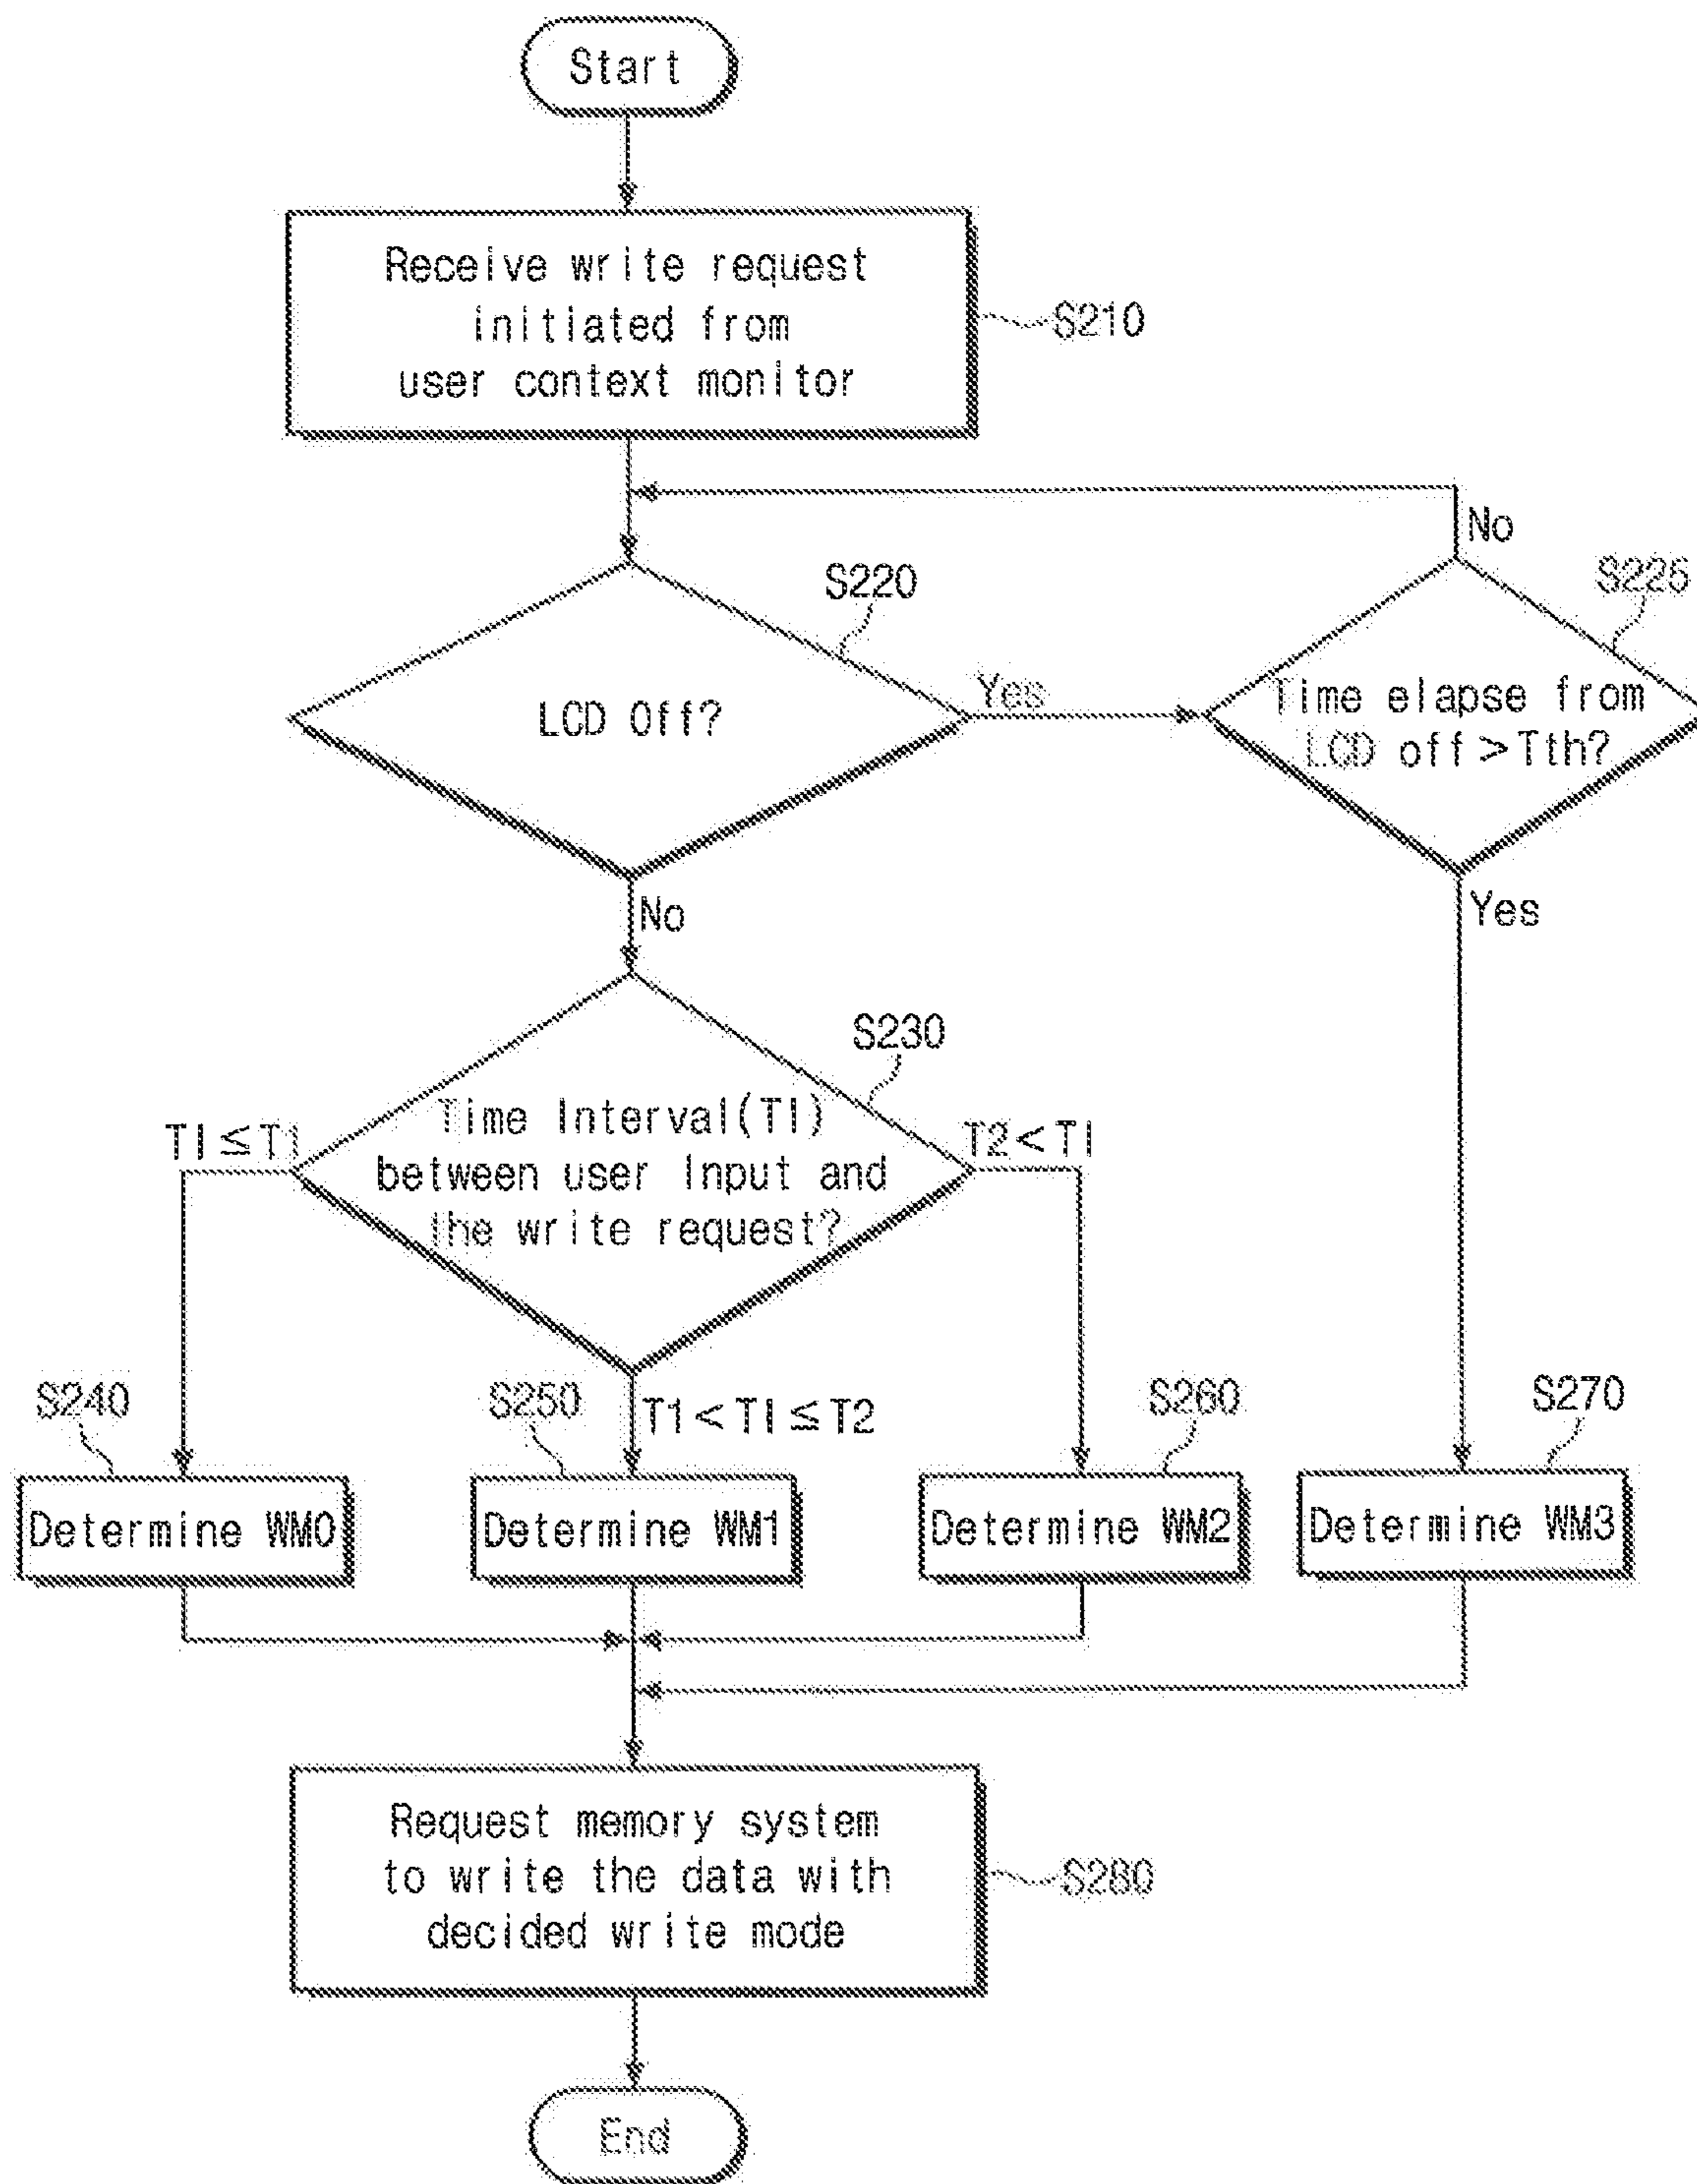 Start
Receive write request
initiated from
user context monitor
S210
No
S220
S225
LCD Off?
Yes
Time elapse from
LCD off > Tth?
No
Yes
S230
Time Interval(TI)
between user Input and
the write request?
TI ≦ T1
T2 < TI
T1 < TI ≦ T2
S240
S250
S260
S270
Determine WM0
Determine WM1
Determine WM2
Determine WM3
Request memory system
to write the data with
decided write mode
S280
End